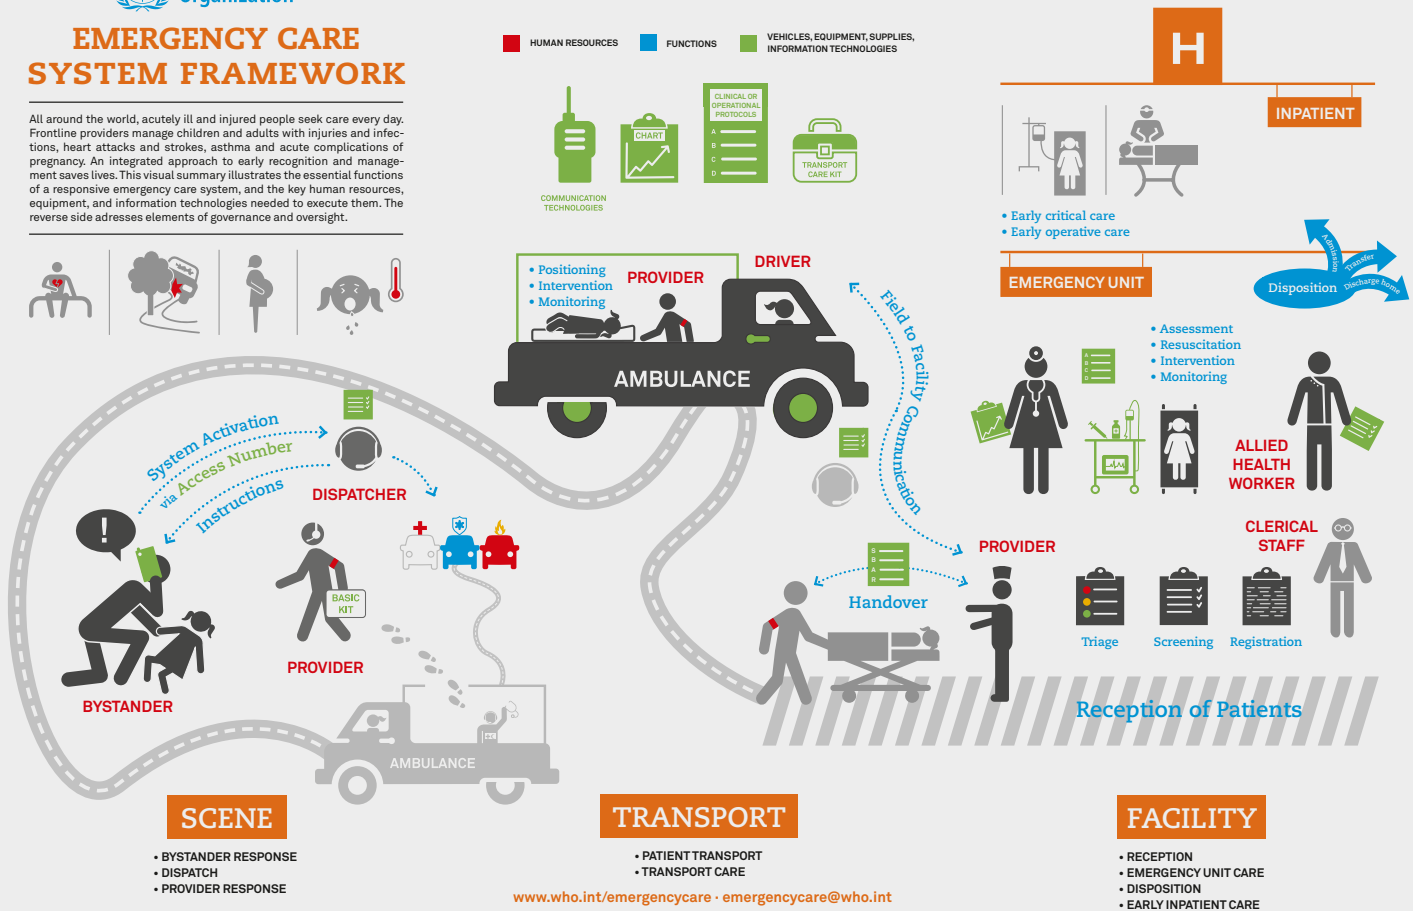 Organization
EMERGENCY CARE
SYSTEM FRAMEWORK
All around the world, acutely ill and injured people seek care every day.
Frontline providers manage children and adults with injuries and infec-
tions, heart attacks and strokes, asthma and acute complications of
pregnancy. An integrated approach to early recognition and manage-
ment saves lives. This visual summary illustrates the essential functions
of a responsive emergency care system, and the key human resources,
equipment, and information technologies needed to execute them. The
reverse side adresses elements of governance and oversight.
HUMAN RESOURCES
FUNCTIONS
VEHICLES, EQUIPMENT, SUPPLIES,
INFORMATION TECHNOLOGIES
COMMUNICATION
TECHNOLOGIES
CHART
CLINICAL OR
OPERATIONAL
PROTOCOLS
A
B
C
D
TRANSPORT
CARE KIT
H
INPATIENT
• Early critical care
• Early operative care
EMERGENCY UNIT
Disposition
Admission
Transfer
Discharge home
• Assessment
• Resuscitation
• Intervention
• Monitoring
A
B
C
D
ALLIED
HEALTH
WORKER
CLERICAL
STAFF
Triage
Screening
Registration
Reception of Patients
• Positioning
• Intervention
• Monitoring
PROVIDER
DRIVER
AMBULANCE
Field to Facility Communication
PROVIDER
B
B
A
B
Handover
System Activation
via Access Number
Instructions
DISPATCHER
!
BYSTANDER
BASIC
KIT
PROVIDER
AMBULANCE
SCENE
• BYSTANDER RESPONSE
• DISPATCH
• PROVIDER RESPONSE
TRANSPORT
• PATIENT TRANSPORT
• TRANSPORT CARE
www.who.int/emergencycare · emergencycare@who.int
FACILITY
• RECEPTION
• EMERGENCY UNIT CARE
• DISPOSITION
• EARLY INPATIENT CARE